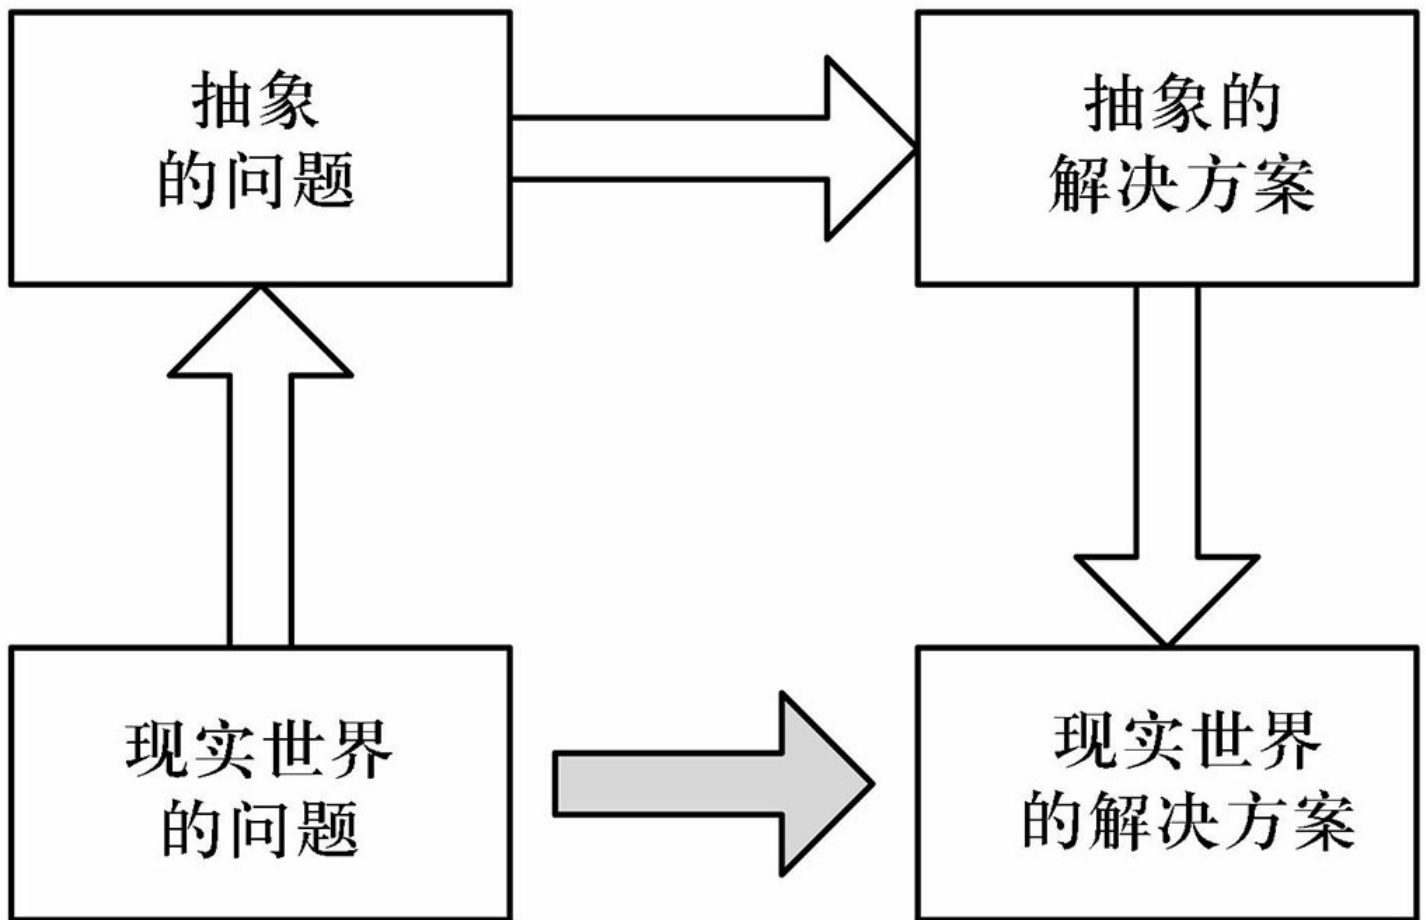 抽象
的问题
抽象的
解决方案
现实世界
的问题
现实世界
的解决方案